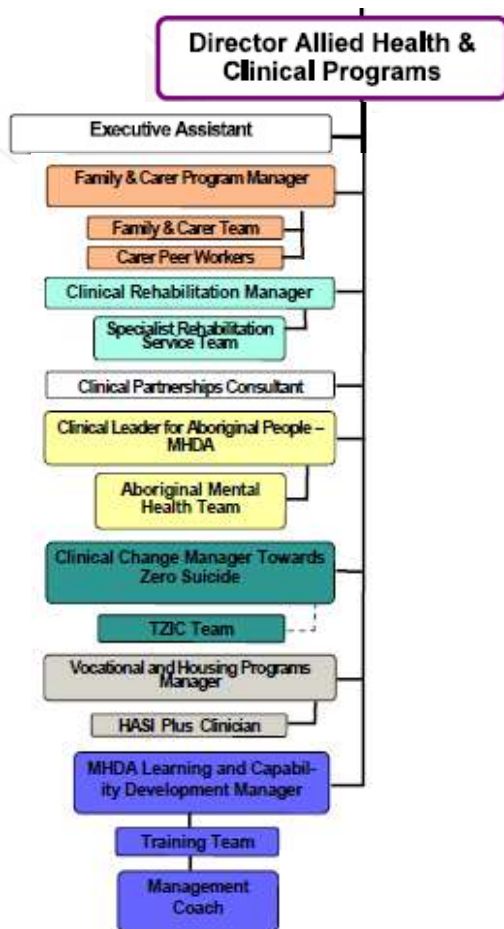 Director Allied Health &
Clinical Programs
Executive Assistant
Family & Carer Program Manager
Family & Carer Team
Carer Peer Workers
Clinical Rehabilitation Manager
Specialist Rehabilitation
Service Team
Clinical Partnerships Consultant
Clinical Leader for Aboriginal People –
MHDA
Aboriginal Mental
Health Team
Clinical Change Manager Towards
Zero Suicide
TZIC Team
Vocational and Housing Programs
Manager
HASI Plus Clinician
MHDA Learning and Capabil-
ity Development Manager
Training Team
Management
Coach